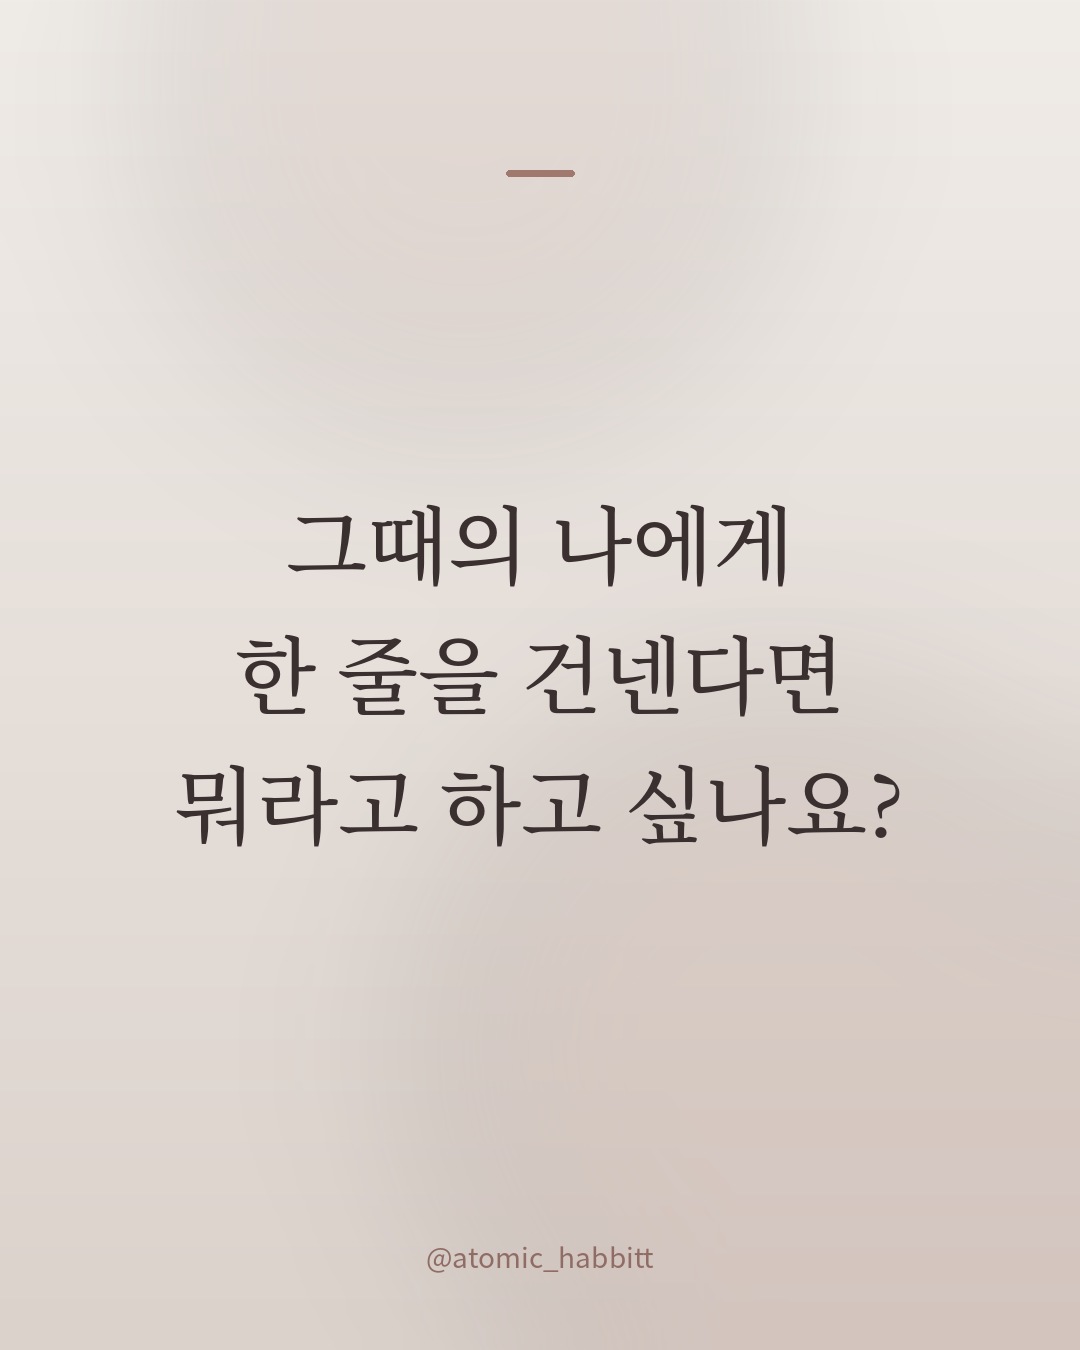 그때의 나에게
한 줄을 건넨다면
뭐라고 하고 싶나요?
@atomic_habbitt